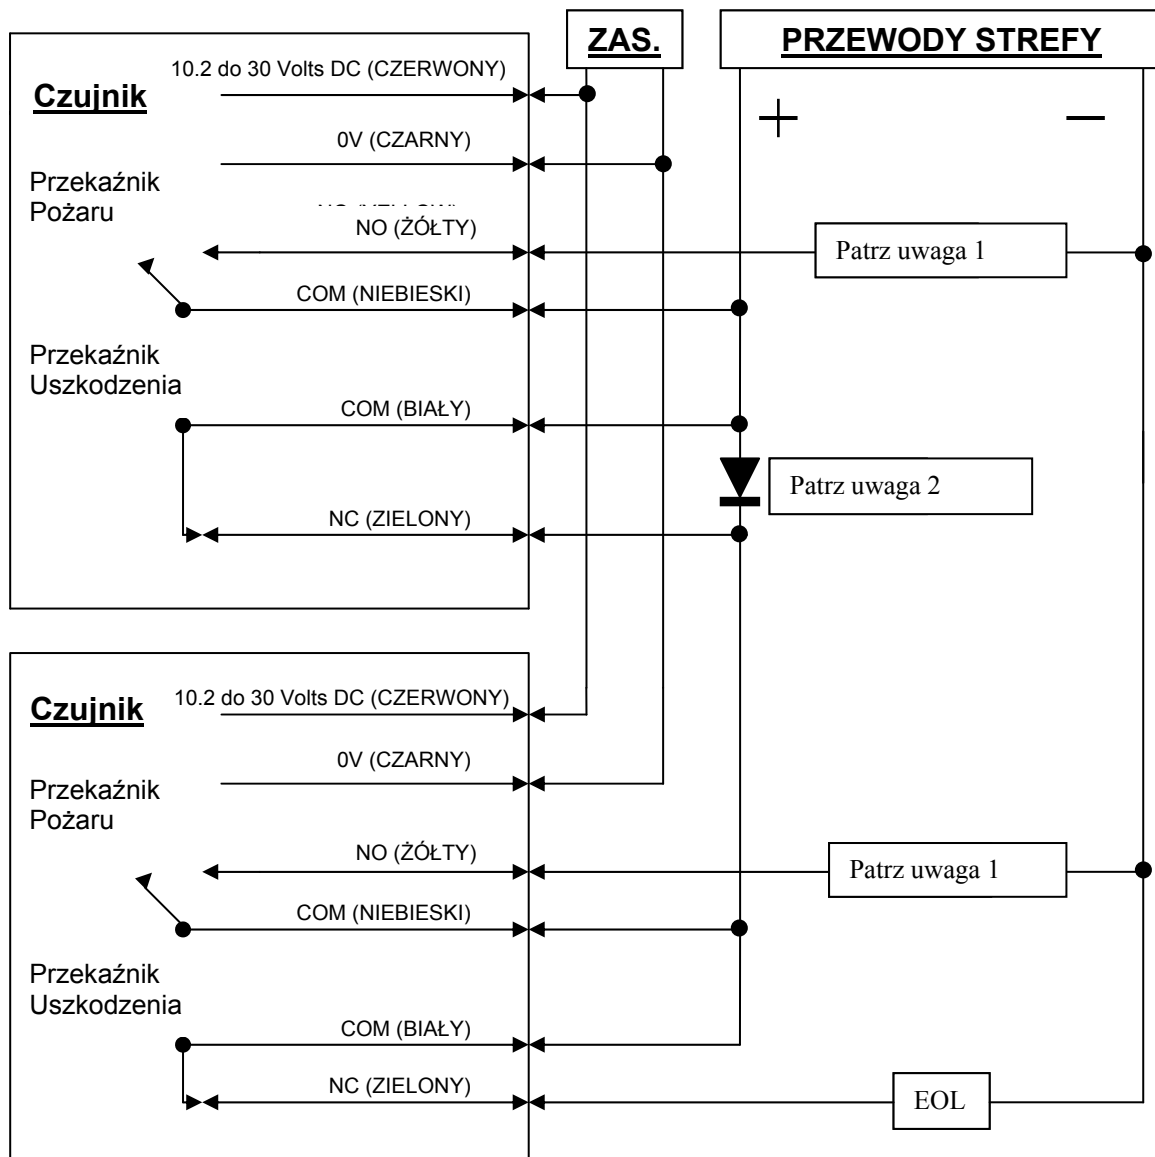 ZAS.
PRZEWODY STREFY
Czujnik
10.2 do 30 Volts DC (CZERWONY)
+
—
0V (CZARNY)
Przekaźnik
Pożaru
NO (ŻÓŁTY)
Patrz uwaga 1
COM (NIEBIESKI)
Przekaźnik
Uszkodzenia
COM (BIAŁY)
Patrz uwaga 2
NC (ZIELONY)
Czujnik
10.2 do 30 Volts DC (CZERWONY)
0V (CZARNY)
Przekaźnik
Pożaru
NO (ŻÓŁTY)
Patrz uwaga 1
COM (NIEBIESKI)
Przekaźnik
Uszkodzenia
COM (BIAŁY)
NC (ZIELONY)
EOL